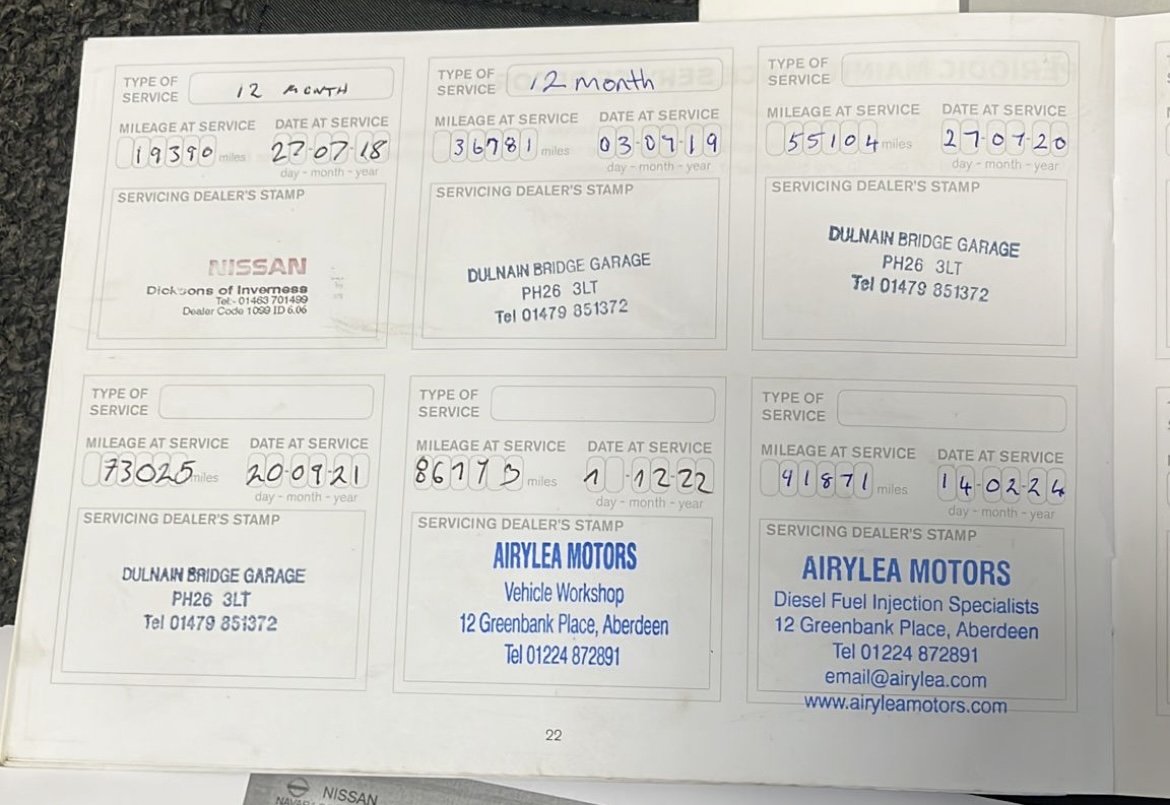 TYPE OF SERVICE 12 MONTH
MILEAGE AT SERVICE DATE AT SERVICE
19390 miles 27-07-18
day - month - year
SERVICING DEALER'S STAMP
NISSAN
Dicksons of Inverness
Tel:- 01463 701499
Dealer Code 1099 ID 6.06
TYPE OF SERVICE 12 Month
MILEAGE AT SERVICE DATE AT SERVICE
36781 miles 03-07-19
day - month - year
SERVICING DEALER'S STAMP
DULNAIN BRIDGE GARAGE
PH26 3LT
Tel 01479 851372
TYPE OF SERVICE
MILEAGE AT SERVICE DATE AT SERVICE
55104 miles 27-07-20
day - month - year
SERVICING DEALER'S STAMP
DULNAIN BRIDGE GARAGE
PH26 3LT
Tel 01479 851372
TYPE OF SERVICE
MILEAGE AT SERVICE DATE AT SERVICE
73025 miles 20-09-21
day - month - year
SERVICING DEALER'S STAMP
DULNAIN BRIDGE GARAGE
PH26 3LT
Tel 01479 851372
TYPE OF SERVICE
MILEAGE AT SERVICE DATE AT SERVICE
miles 1 -12-22
day - month - year
SERVICING DEALER'S STAMP
AIRYLEA MOTORS
Vehicle Workshop
12 Greenbank Place, Aberdeen
Tel 01224 872891
TYPE OF SERVICE
MILEAGE AT SERVICE DATE AT SERVICE
91871 miles 14-02-24
day - month - year
SERVICING DEALER'S STAMP
AIRYLEA MOTORS
Diesel Fuel Injection Specialists
12 Greenbank Place, Aberdeen
Tel 01224 872891
email@airylea.com
www.airyleamotors.com
22
NISSAN